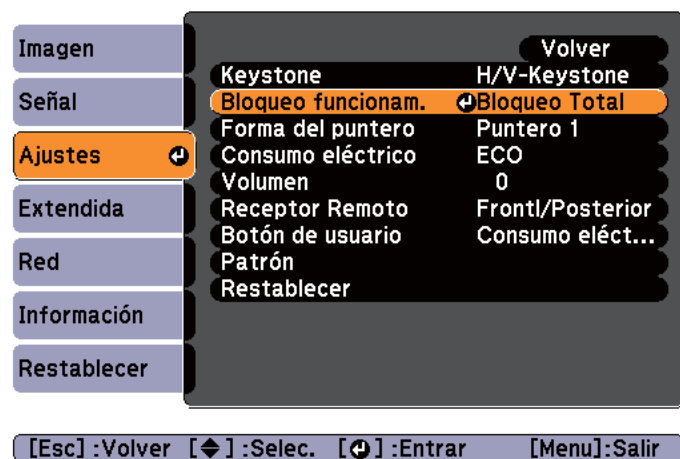 Imagen
Señal
Ajustes
Extendida
Red
Información
Restablecer
Volver
Keystone H/V-Keystone
Bloqueo funcionam. Bloqueo Total
Forma del puntero Puntero 1
Consumo eléctrico ECO
Volumen 0
Receptor Remoto Frontl/Posterior
Botón de usuario Consumo eléct...
Patrón
Restablecer
[Esc] :Volver [◆] :Selec. [⏎] :Entrar [Menu]:Salir